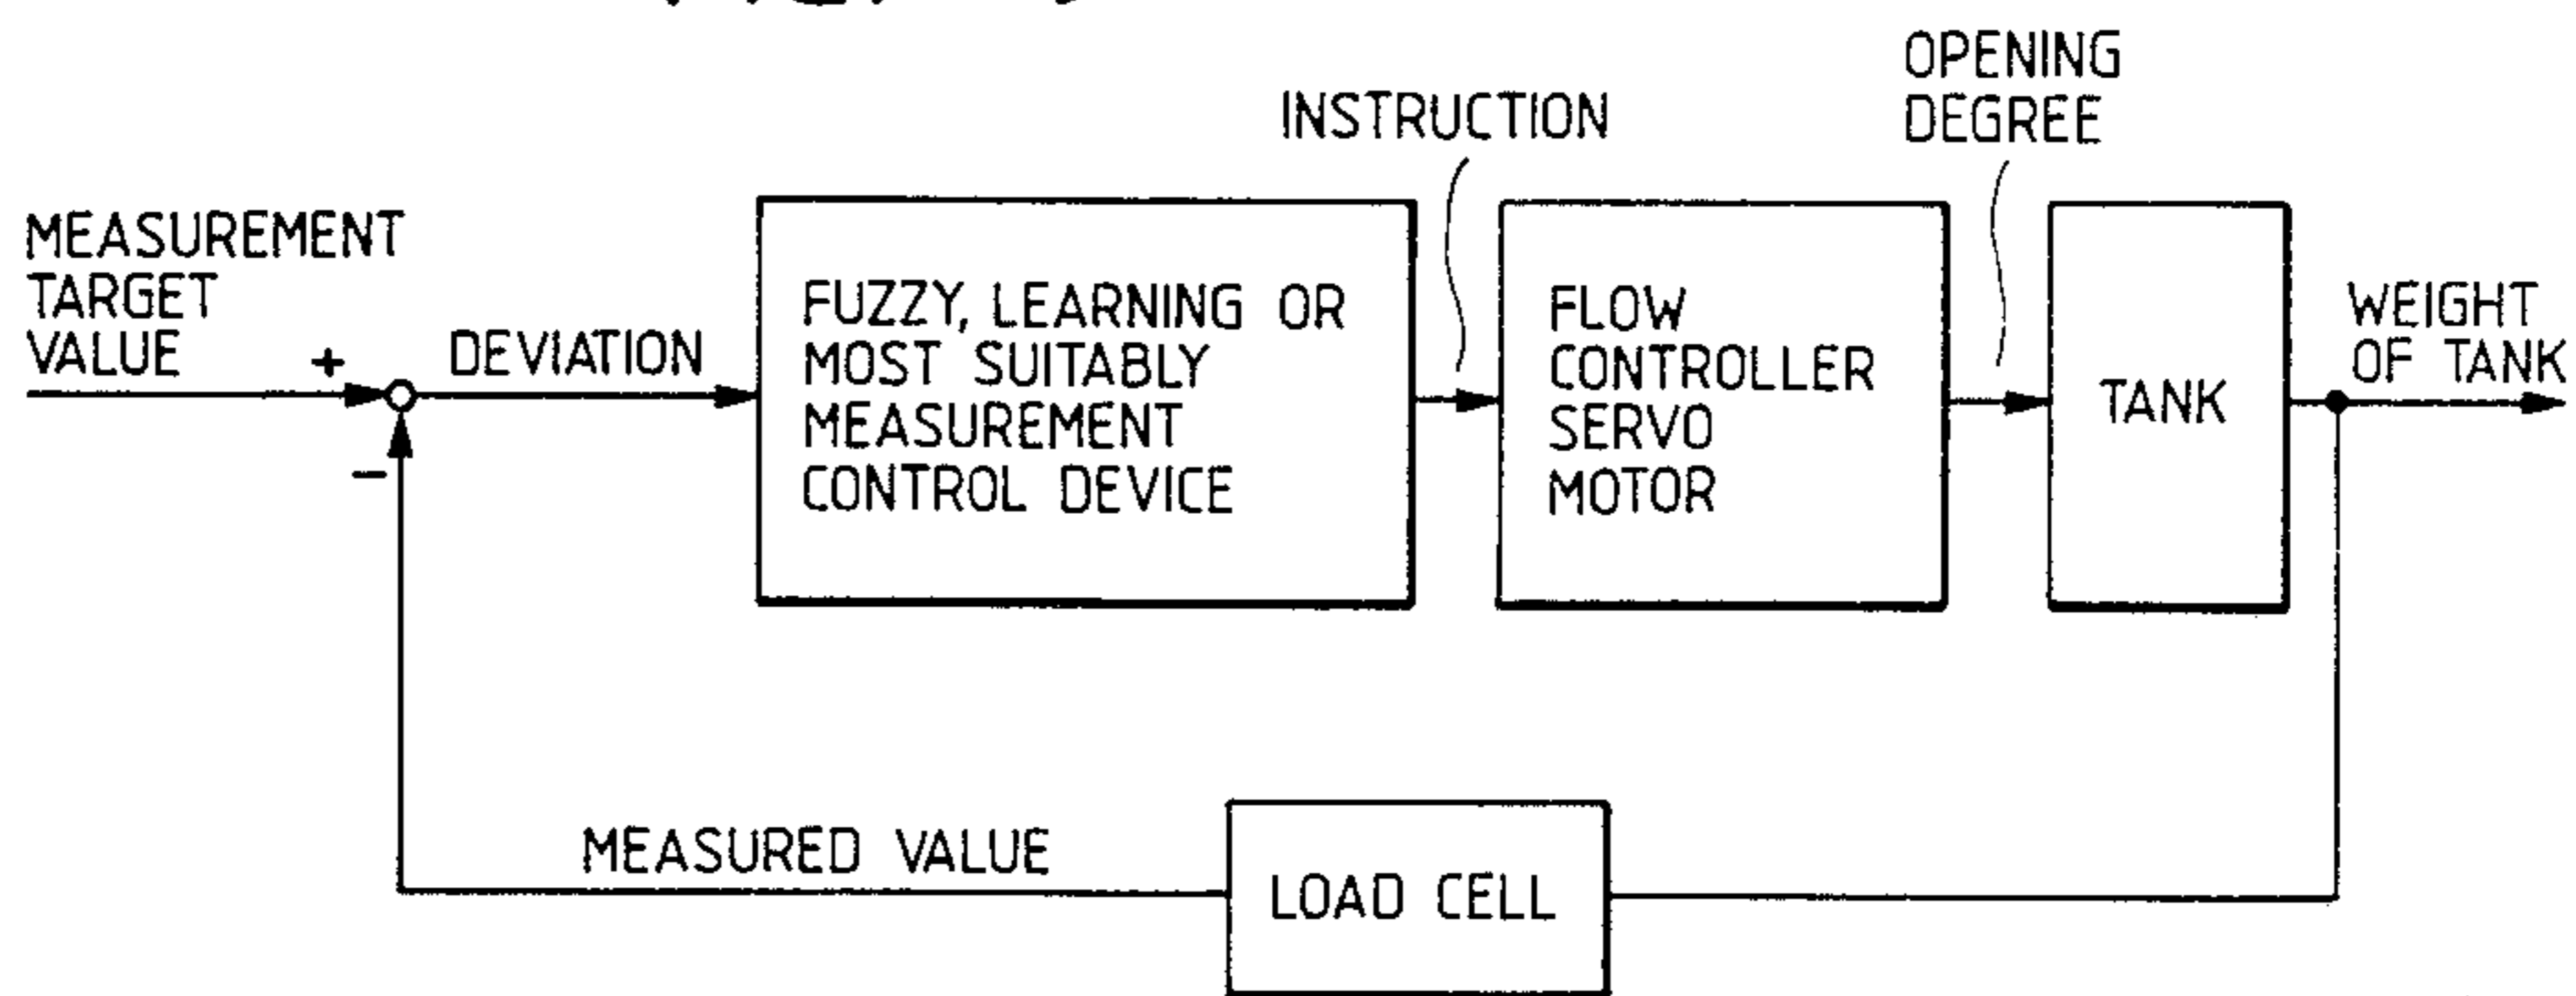 OPENING
DEGREE
INSTRUCTION
MEASUREMENT
TARGET
VALUE
+
DEVIATION
FUZZY, LEARNING OR
MOST SUITABLY
MEASUREMENT
CONTROL DEVICE
FLOW
CONTROLLER
SERVO
MOTOR
TANK
WEIGHT
OF TANK
−
MEASURED VALUE
LOAD CELL